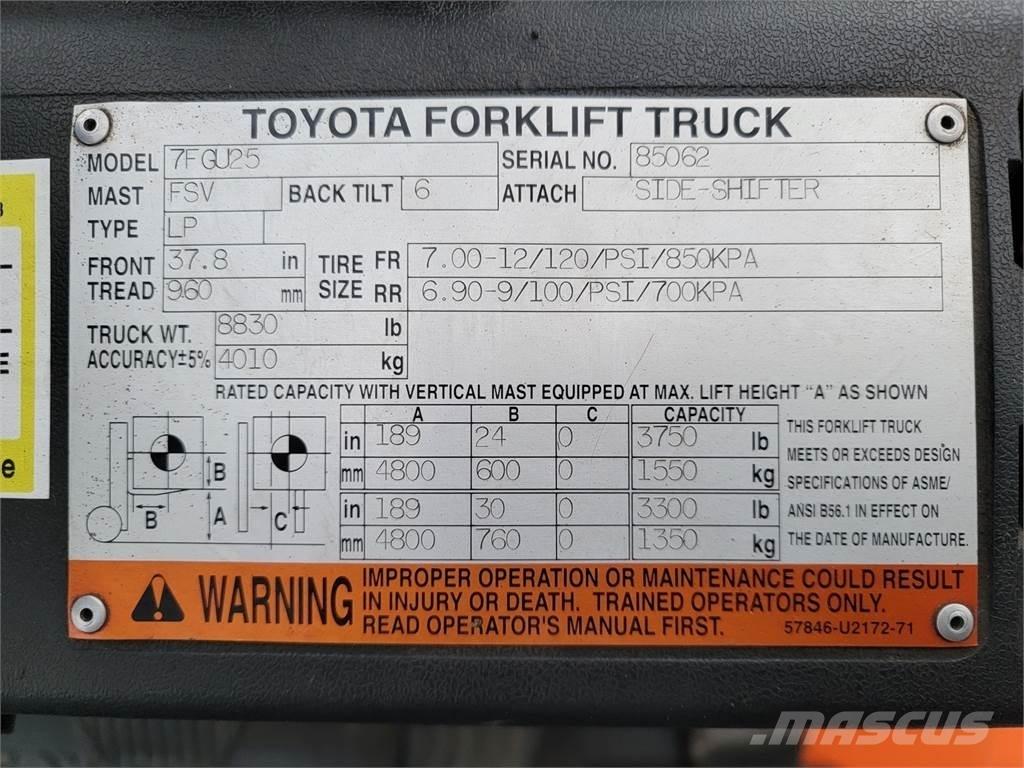 TOYOTA FORKLIFT TRUCK
MODEL 7FGU25 SERIAL NO. 85062
MAST FSV BACK TILT 6 ATTACH SIDE-SHIFTER
TYPE LP
FRONT TREAD 37.8 in TIRE SIZE FR 7.00-12/120/PSI/850KPA
960 mm RR 6.90-9/100/PSI/700KPA
TRUCK WT. 8830 lb
ACCURACY±5% 4010 kg
RATED CAPACITY WITH VERTICAL MAST EQUIPPED AT MAX. LIFT HEIGHT "A" AS SHOWN
A B C CAPACITY
in 189 24 0 3750 lb
mm 4800 600 0 1550 kg
in 189 30 0 3300 lb
mm 4800 760 0 1350 kg
B
B A C
THIS FORKLIFT TRUCK
MEETS OR EXCEEDS DESIGN
SPECIFICATIONS OF ASME/
ANSI B56.1 IN EFFECT ON
THE DATE OF MANUFACTURE.
WARNING
IMPROPER OPERATION OR MAINTENANCE COULD RESULT
IN INJURY OR DEATH. TRAINED OPERATORS ONLY.
READ OPERATOR'S MANUAL FIRST.
57846-U2172-71
E
e
MASCUS